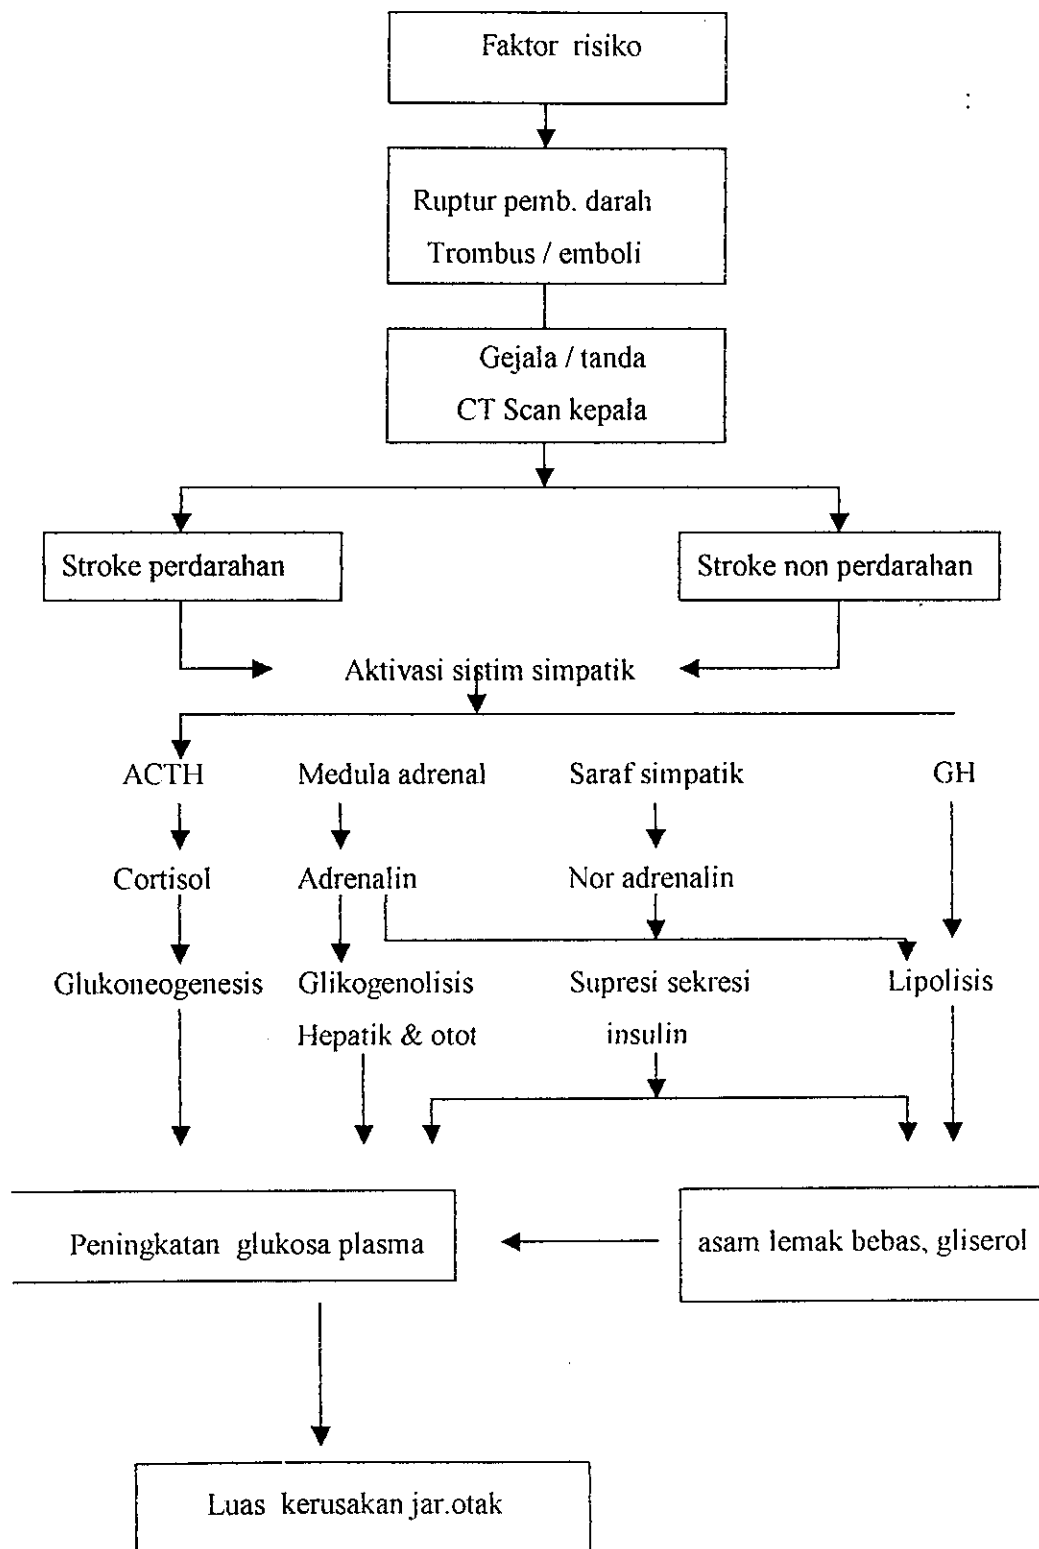 Faktor risiko
:
Ruptur pemb. darah
Trombus / emboli
Gejala / tanda
CT Scan kepala
Stroke perdarahan
Stroke non perdarahan
Aktivasi sistim simpatik
ACTH
Medula adrenal
Saraf simpatik
GH
Cortisol
Adrenalin
Nor adrenalin
Glukoneogenesis
Glikogenolisis
Hepatik & otot
Supresi sekresi
insulin
Lipolisis
Peningkatan glukosa plasma
asam lemak bebas, gliserol
Luas kerusakan jar.otak